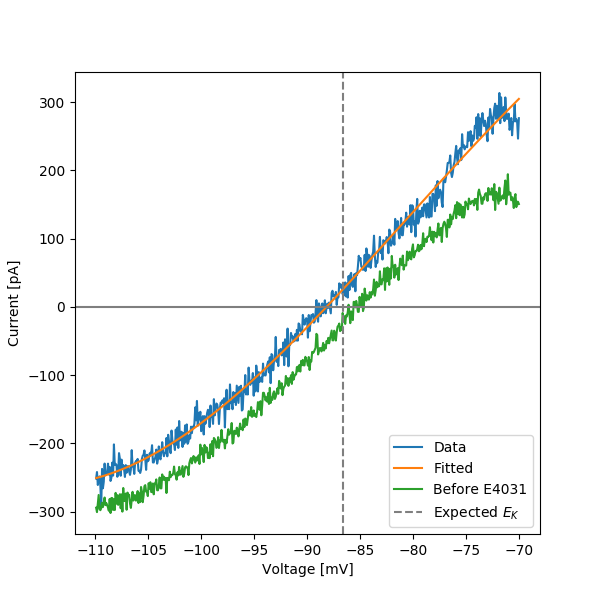 300
200
100
0
−100
−200
−300
Current [pA]
Data
Fitted
Before E4031
Expected $E_K$
−110 −105 −100 −95 −90 −85 −80 −75 −70
Voltage [mV]